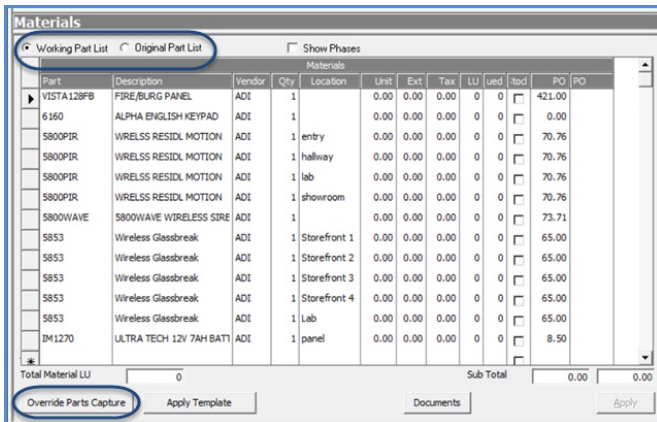 Materials
Working Part List Original Part List Show Phases
Materials
Part Description Vendor Qty Location Unit Ext Tax LU ued Stoc PO PO
VISTA128FB FIRE/BURG PANEL ADI 1 0.00 0.00 0.00 0 0 421.00
6160 ALPHA ENGLISH KEYPAD ADI 1 0.00 0.00 0.00 0 0 0.00
5800PIR WRELSS RESIDL MOTION ADI 1 entry 0.00 0.00 0.00 0 0 70.76
5800PIR WRELSS RESIDL MOTION ADI 1 hallway 0.00 0.00 0.00 0 0 70.76
5800PIR WRELSS RESIDL MOTION ADI 1 lab 0.00 0.00 0.00 0 0 70.76
5800PIR WRELSS RESIDL MOTION ADI 1 showroom 0.00 0.00 0.00 0 0 70.76
5800WAVE 5800WAVE WIRELESS SIRE ADI 1 0.00 0.00 0.00 0 0 73.71
5853 Wireless Glassbreak ADI 1 Storefront 1 0.00 0.00 0.00 0 0 65.00
5853 Wireless Glassbreak ADI 1 Storefront 2 0.00 0.00 0.00 0 0 65.00
5853 Wireless Glassbreak ADI 1 Storefront 3 0.00 0.00 0.00 0 0 65.00
5853 Wireless Glassbreak ADI 1 Storefront 4 0.00 0.00 0.00 0 0 65.00
5853 Wireless Glassbreak ADI 1 Lab 0.00 0.00 0.00 0 0 65.00
IM1270 ULTRA TECH 12V 7AH BATT ADI 1 panel 0.00 0.00 0.00 0 0 8.50
Total Material LU 0 Sub Total 0.00 0.00
Override Parts Capture Apply Template Documents Apply